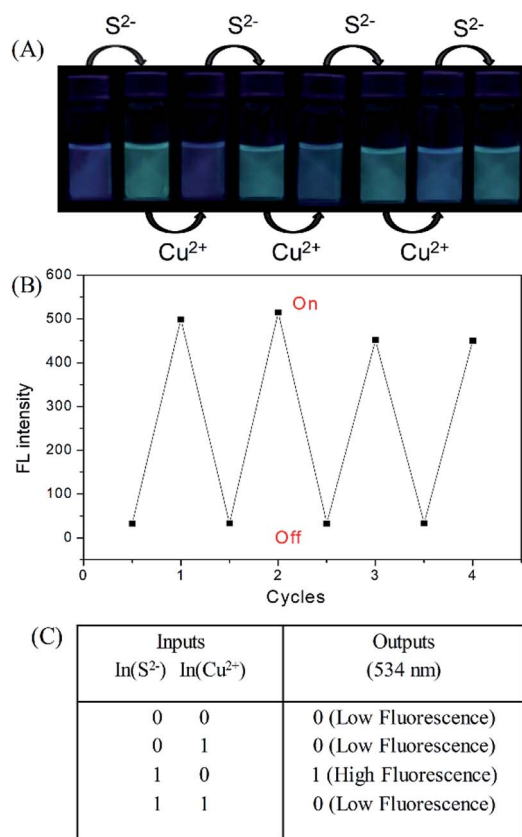 (A)
S²⁻ S²⁻ S²⁻ S²⁻
Cu²⁺ Cu²⁺ Cu²⁺
(B)
600
500
400
300
200
100
0
On
Off
FL intensity
0 1 2 3 4
Cycles
(C)
Inputs Outputs
In(S²⁻) In(Cu²⁺) (534 nm)
0 0 0 (Low Fluorescence)
0 1 0 (Low Fluorescence)
1 0 1 (High Fluorescence)
1 1 0 (Low Fluorescence)